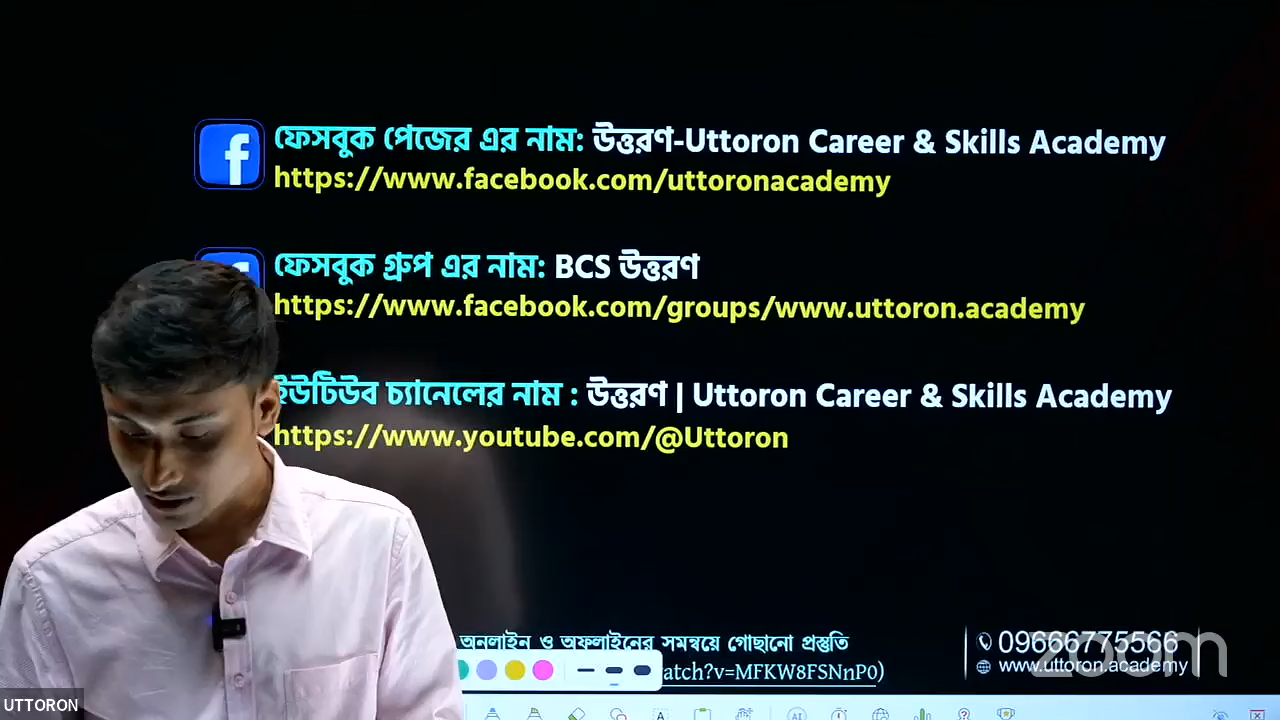 ফেসবুক পেজের এর নাম: উত্তরণ-Uttoron Career & Skills Academy
https://www.facebook.com/uttoronacademy
ফেসবুক গ্রুপ এর নাম: BCS উত্তরণ
https://www.facebook.com/groups/www.uttoron.academy
ইউটিউব চ্যানেলের নাম : উত্তরণ | Uttoron Career & Skills Academy
https://www.youtube.com/@Uttoron
অনলাইন ও অফলাইনের সমন্বয়ে গোছানো প্রস্তুতি
09666775566
atch?v=MFKW8FSNnP0)
www.uttoron.academy
zoom
UTTORON